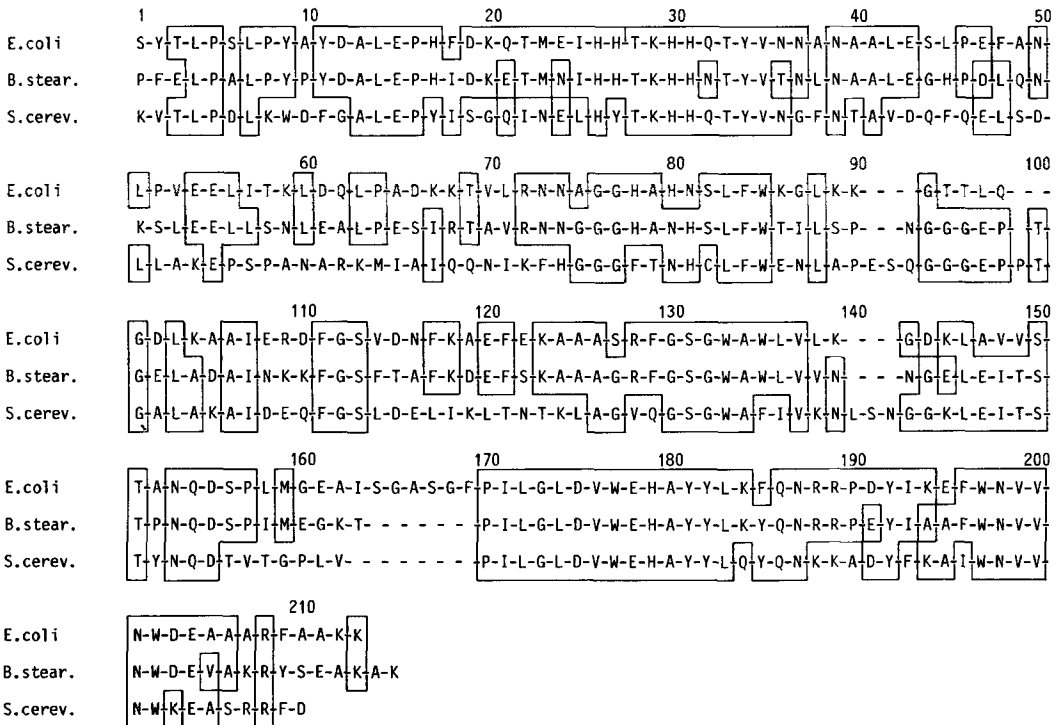 1 10 20 30 40 50
E.coli S-Y-T-L-P-S-L-P-Y-A-Y-D-A-L-E-P-H-F-D-K-Q-T-M-E-I-H-H-T-K-H-H-Q-T-Y-V-N-N-A-N-A-A-L-E-S-L-P-E-F-A-N-
B.stear. P-F-E-L-P-A-L-P-Y-P-Y-D-A-L-E-P-H-I-D-K-E-T-M-N-I-H-H-T-K-H-H-N-T-Y-V-T-N-L-N-A-A-L-E-G-H-P-D-L-Q-N-
S.cerev. K-V-T-L-P-D-L-K-W-D-F-G-A-L-E-P-Y-I-S-G-Q-I-N-E-L-H-Y-T-K-H-H-Q-T-Y-V-N-G-F-N-T-A-V-D-Q-F-Q-E-L-S-D-
60 70 80 90 100
E.coli L-P-V-E-E-L-I-T-K-L-D-Q-L-P-A-D-K-K-T-V-L-R-N-N-A-G-G-H-A-H-N-S-L-F-W-K-G-L-K-K- - - -G-T-T-L-Q- - - -
B.stear. K-S-L-E-E-L-L-S-N-L-E-A-L-P-E-S-I-R-T-A-V-R-N-N-G-G-H-A-N-H-S-L-F-W-T-I-L-S-P- - -N-G-G-G-E-P- -T-
S.cerev. L-L-A-K-E-P-S-P-A-N-A-R-K-M-I-A-I-Q-Q-N-I-K-F-H-G-G-G-F-T-N-H-C-L-F-W-E-N-L-A-P-E-S-Q-G-G-G-E-P-P-T-
110 120 130 140 150
E.coli G-D-L-K-A-A-I-E-R-D-F-G-S-V-D-N-F-K-A-E-F-E-K-A-A-A-S-R-F-G-S-G-W-A-W-L-V-L-K- - - -G-D-K-L-A-V-V-S-
B.stear. G-E-L-A-D-A-I-N-K-K-F-G-S-F-T-A-F-K-D-E-F-S-K-A-A-A-G-R-F-G-S-G-W-A-W-L-V-V-N- - - -N-G-E-L-E-I-T-S-
S.cerev. G-A-L-A-K-A-I-D-E-Q-F-G-S-L-D-E-L-I-K-L-T-N-T-K-L-A-G-V-Q-G-S-G-W-A-F-I-V-K-N-L-S-N-G-G-K-L-E-I-T-S-
160 170 180 190 200
E.coli T-A-N-Q-D-S-P-L-M-G-E-A-I-S-G-A-S-G-F-P-I-L-G-L-D-V-W-E-H-A-Y-Y-L-K-F-Q-N-R-R-P-D-Y-I-K-E-F-W-N-V-V-
B.stear. T-P-N-Q-D-S-P-I-M-E-G-K-T- - - - - - -P-I-L-G-L-D-V-W-E-H-A-Y-Y-L-K-Y-Q-N-R-R-P-E-Y-I-A-A-F-W-N-V-V-
S.cerev. T-Y-N-Q-D-T-V-T-G-P-L-V- - - - - - - -P-I-L-G-L-D-V-W-E-H-A-Y-Y-L-Q-Y-Q-N-K-K-A-D-Y-F-K-A-I-W-N-V-V-
210
E.coli N-W-D-E-A-A-A-R-F-A-A-K-K
B.stear. N-W-D-E-V-A-K-R-Y-S-E-A-K-A-K
S.cerev. N-W-K-E-A-S-R-R-F-D